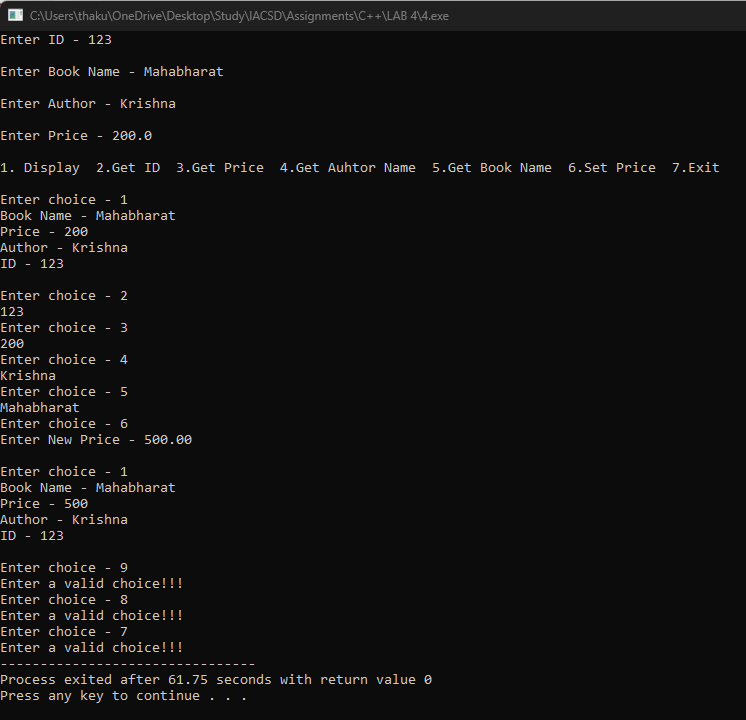 C:\Users\thaku\OneDrive\Desktop\Study\IACSD\Assignments\C++\LAB 4\4.exe
Enter ID - 123
Enter Book Name - Mahabharat
Enter Author - Krishna
Enter Price - 200.0
1. Display  2.Get ID  3.Get Price  4.Get Auhtor Name  5.Get Book Name  6.Set Price  7.Exit
Enter choice - 1
Book Name - Mahabharat
Price - 200
Author - Krishna
ID - 123
Enter choice - 2
123
Enter choice - 3
200
Enter choice - 4
Krishna
Enter choice - 5
Mahabharat
Enter choice - 6
Enter New Price - 500.00
Enter choice - 1
Book Name - Mahabharat
Price - 500
Author - Krishna
ID - 123
Enter choice - 9
Enter a valid choice!!!
Enter choice - 8
Enter a valid choice!!!
Enter choice - 7
Enter a valid choice!!!
--------------------------------
Process exited after 61.75 seconds with return value 0
Press any key to continue . . .